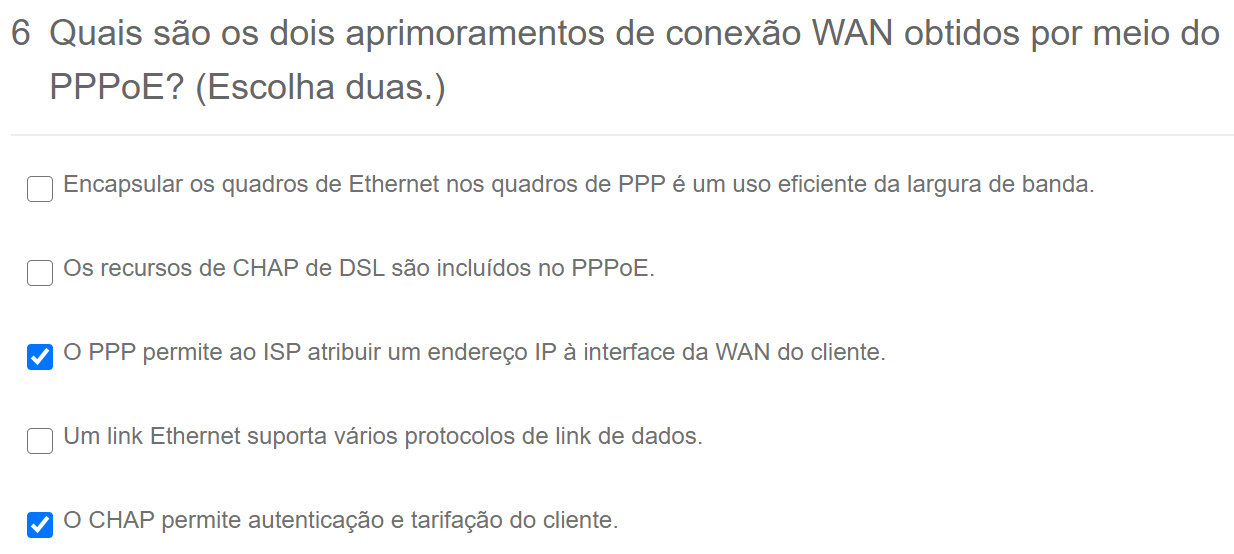 6 Quais são os dois aprimoramentos de conexão WAN obtidos por meio do
PPPoE? (Escolha duas.)
Encapsular os quadros de Ethernet nos quadros de PPP é um uso eficiente da largura de banda.
Os recursos de CHAP de DSL são incluídos no PPPoE.
O PPP permite ao ISP atribuir um endereço IP à interface da WAN do cliente.
Um link Ethernet suporta vários protocolos de link de dados.
O CHAP permite autenticação e tarifação do cliente.